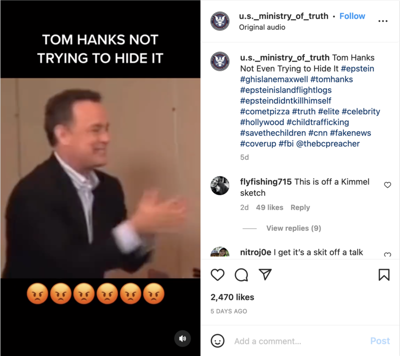 TOM HANKS NOT
TRYING TO HIDE IT
u.s._ministry_of_truth • Follow
Original audio
u.s._ministry_of_truth Tom Hanks
Not Even Trying to Hide It #epstein
#ghislanemaxwell #tomhanks
#epsteinislandflightlogs
#epsteindidntkillhimself
#cometpizza #truth #elite #celebrity
#hollywood #childtrafficking
#savethechildren #cnn #fakenews
#coverup #fbi @thebcpreacher
5d
flyfishing715 This is off a Kimmel
sketch
2d 49 likes Reply
View replies (9)
nitroj0e I get it's a skit off a talk
2,470 likes
5 DAYS AGO
Add a comment...
Post